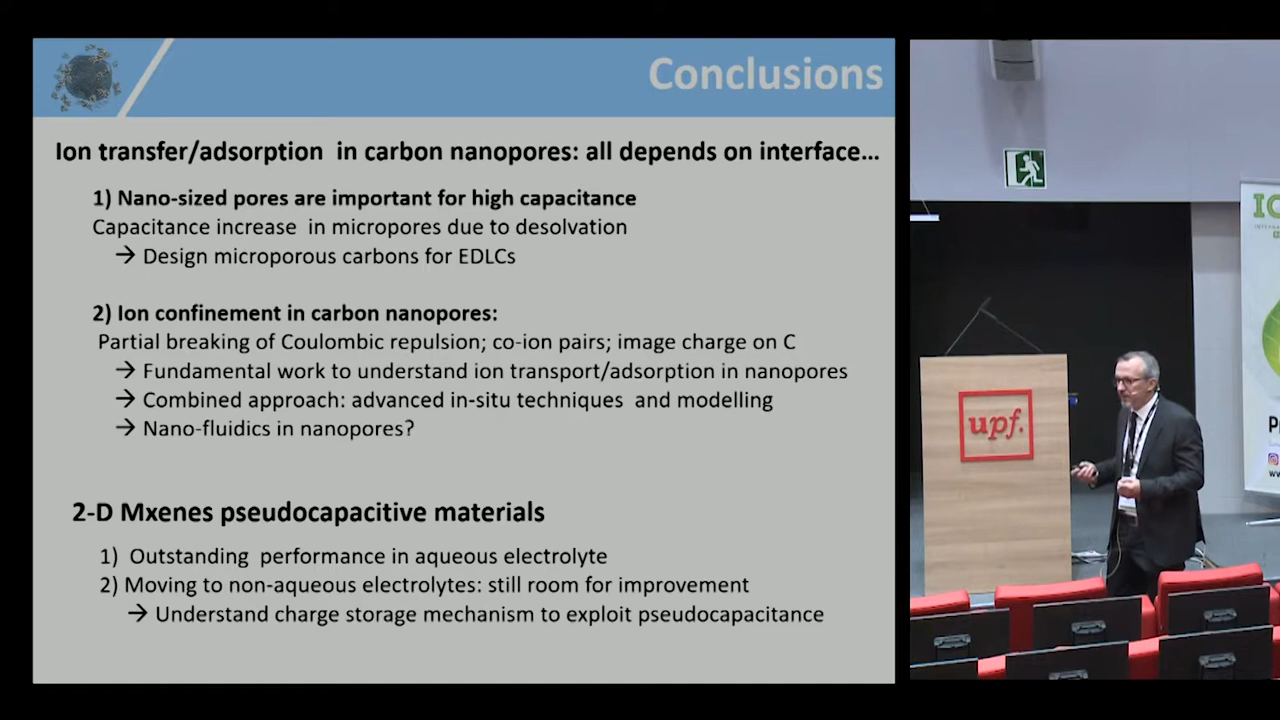 Conclusions
Ion transfer/adsorption in carbon nanopores: all depends on interface...
1) Nano-sized pores are important for high capacitance
Capacitance increase in micropores due to desolvation
→ Design microporous carbons for EDLCs
2) Ion confinement in carbon nanopores:
Partial breaking of Coulombic repulsion; co-ion pairs; image charge on C
→ Fundamental work to understand ion transport/adsorption in nanopores
→ Combined approach: advanced in-situ techniques and modelling
→ Nano-fluidics in nanopores?
2-D Mxenes pseudocapacitive materials
1) Outstanding performance in aqueous electrolyte
2) Moving to non-aqueous electrolytes: still room for improvement
→ Understand charge storage mechanism to exploit pseudocapacitance
upf.